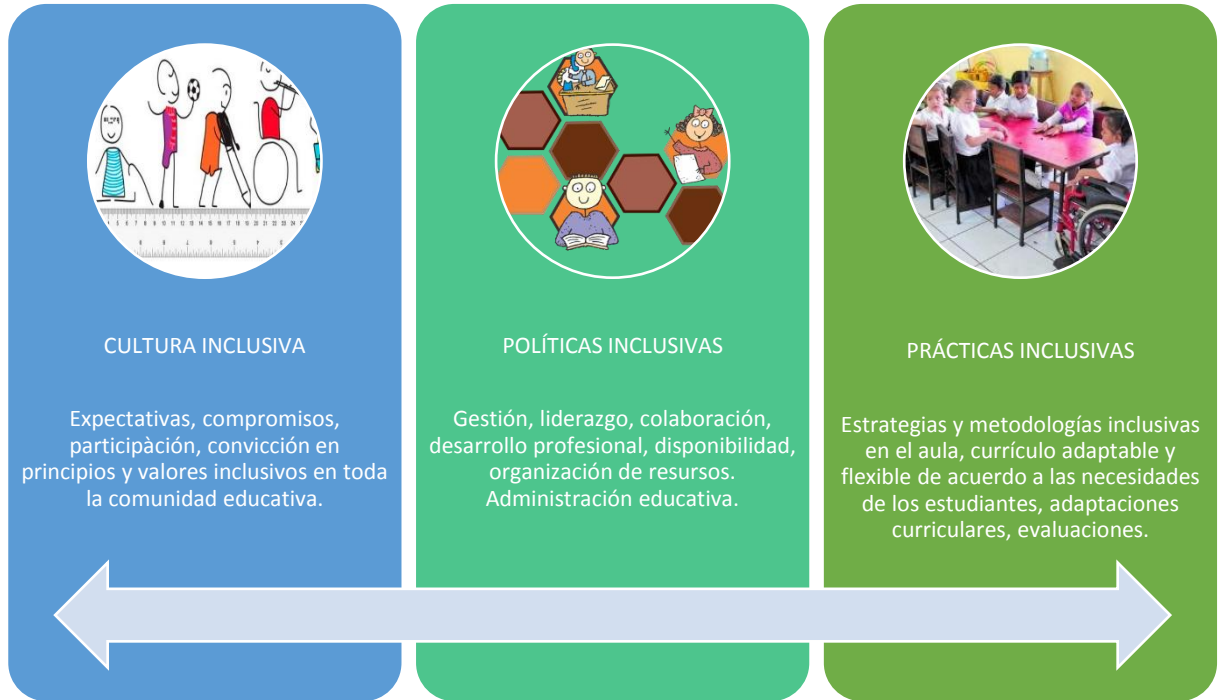 CULTURA INCLUSIVA
Expectativas, compromisos,
participàción, convicción en
principios y valores inclusivos en toda
la comunidad educativa.
POLÍTICAS INCLUSIVAS
Gestión, liderazgo, colaboración,
desarrollo profesional, disponibilidad,
organización de resursos.
Administración educativa.
PRÁCTICAS INCLUSIVAS
Estrategias y metodologías inclusivas
en el aula, currículo adaptable y
flexible de acuerdo a las necesidades
de los estudiantes, adaptaciones
curriculares, evaluaciones.